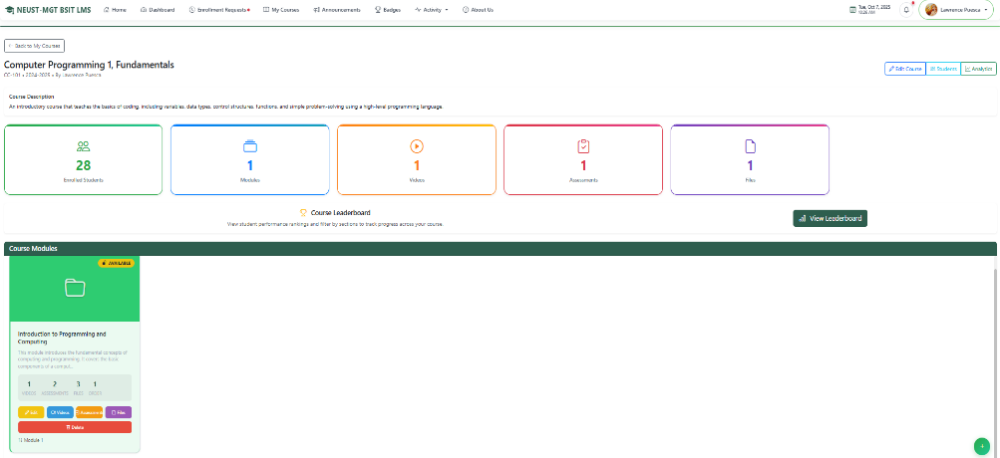 NEUST-MGT BSIT LMS
Home
Dashboard
Enrollment Requests
My Courses
Announcements
Badges
Activity
About Us
Tue, Oct 7, 2025
10:26 AM
Lawrence Puesca
← Back to My Courses
Computer Programming 1, Fundamentals
CC-101 • 2024-2025 • By Lawrence Puesca
Edit Course
Students
Analytics
Course Description
An introductory course that teaches the basics of coding, including variables, data types, control structures, functions, and simple problem-solving using a high-level programming language.
28
Enrolled Students
1
Modules
1
Videos
1
Assessments
1
Files
Course Leaderboard
View student performance rankings and filter by sections to track progress across your course.
View Leaderboard
Course Modules
AVAILABLE
Introduction to Programming and
Computing
This module introduces the fundamental concepts of
computing and programming. It covers the basic
components of a comput...
1
VIDEOS
2
ASSESSMENTS
3
FILES
1
ORDER
Edit
Videos
Assessments
Files
Delete
Module 1
+